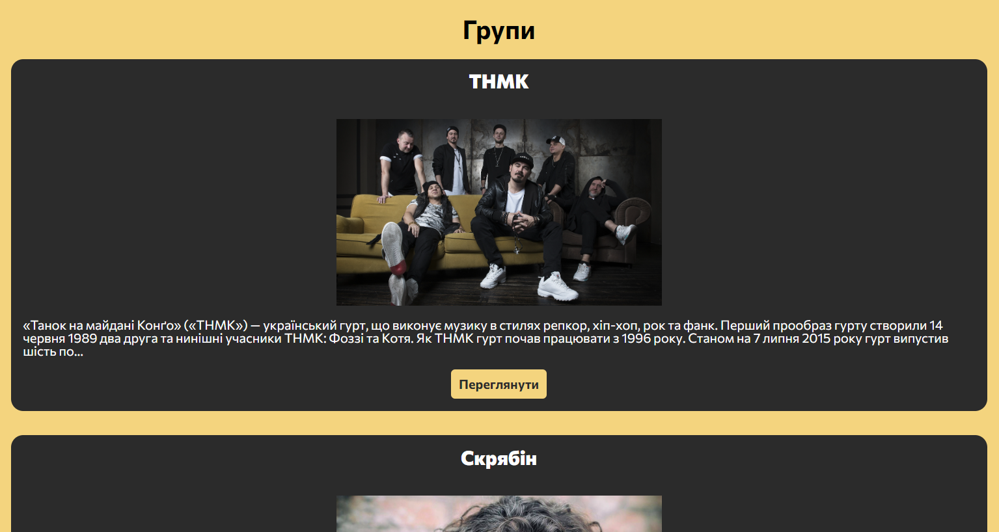 Групи
ТНМК
«Танок на майдані Конґо» («ТНМК») — український гурт, що виконує музику в стилях репкор, хіп-хоп, рок та фанк. Перший прообраз гурту створили 14
червня 1989 два друга та нинішні учасники ТНМК: Фоззі та Котя. Як ТНМК гурт почав працювати з 1996 року. Станом на 7 липня 2015 року гурт випустив
шість по...
Переглянути
Скрябін